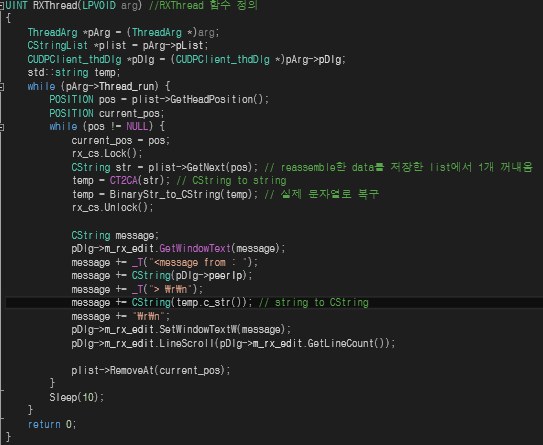 UINT RXThread(LPVOID arg) //RXThread 함수 정의
{
    ThreadArg *pArg = (ThreadArg *)arg;
    CStringList *plist = pArg->pList;
    CUDPClient_thdDlg *pDlg = (CUDPClient_thdDlg *)pArg->pDlg;
    std::string temp;
    while (pArg->Thread_run) {
        POSITION pos = plist->GetHeadPosition();
        POSITION current_pos;
        while (pos != NULL) {
            current_pos = pos;
            rx_cs.Lock();
            CString str = plist->GetNext(pos); // reassemble한 data를 저장한 list에서 1개 꺼내옴
            temp = CT2CA(str); // CString to string
            temp = BinaryStr_to_CString(temp); // 실제 문자열로 복구
            rx_cs.Unlock();

            CString message;
            pDlg->m_rx_edit.GetWindowText(message);
            message += _T("<message from : ");
            message += CString(pDlg->peerIp);
            message += _T("> ₩r₩n");
            message += CString(temp.c_str()); // string to CString
            message += "₩r₩n";
            pDlg->m_rx_edit.SetWindowTextW(message);
            pDlg->m_rx_edit.LineScroll(pDlg->m_rx_edit.GetLineCount());

            plist->RemoveAt(current_pos);
        }
        Sleep(10);
    }
    return 0;
}